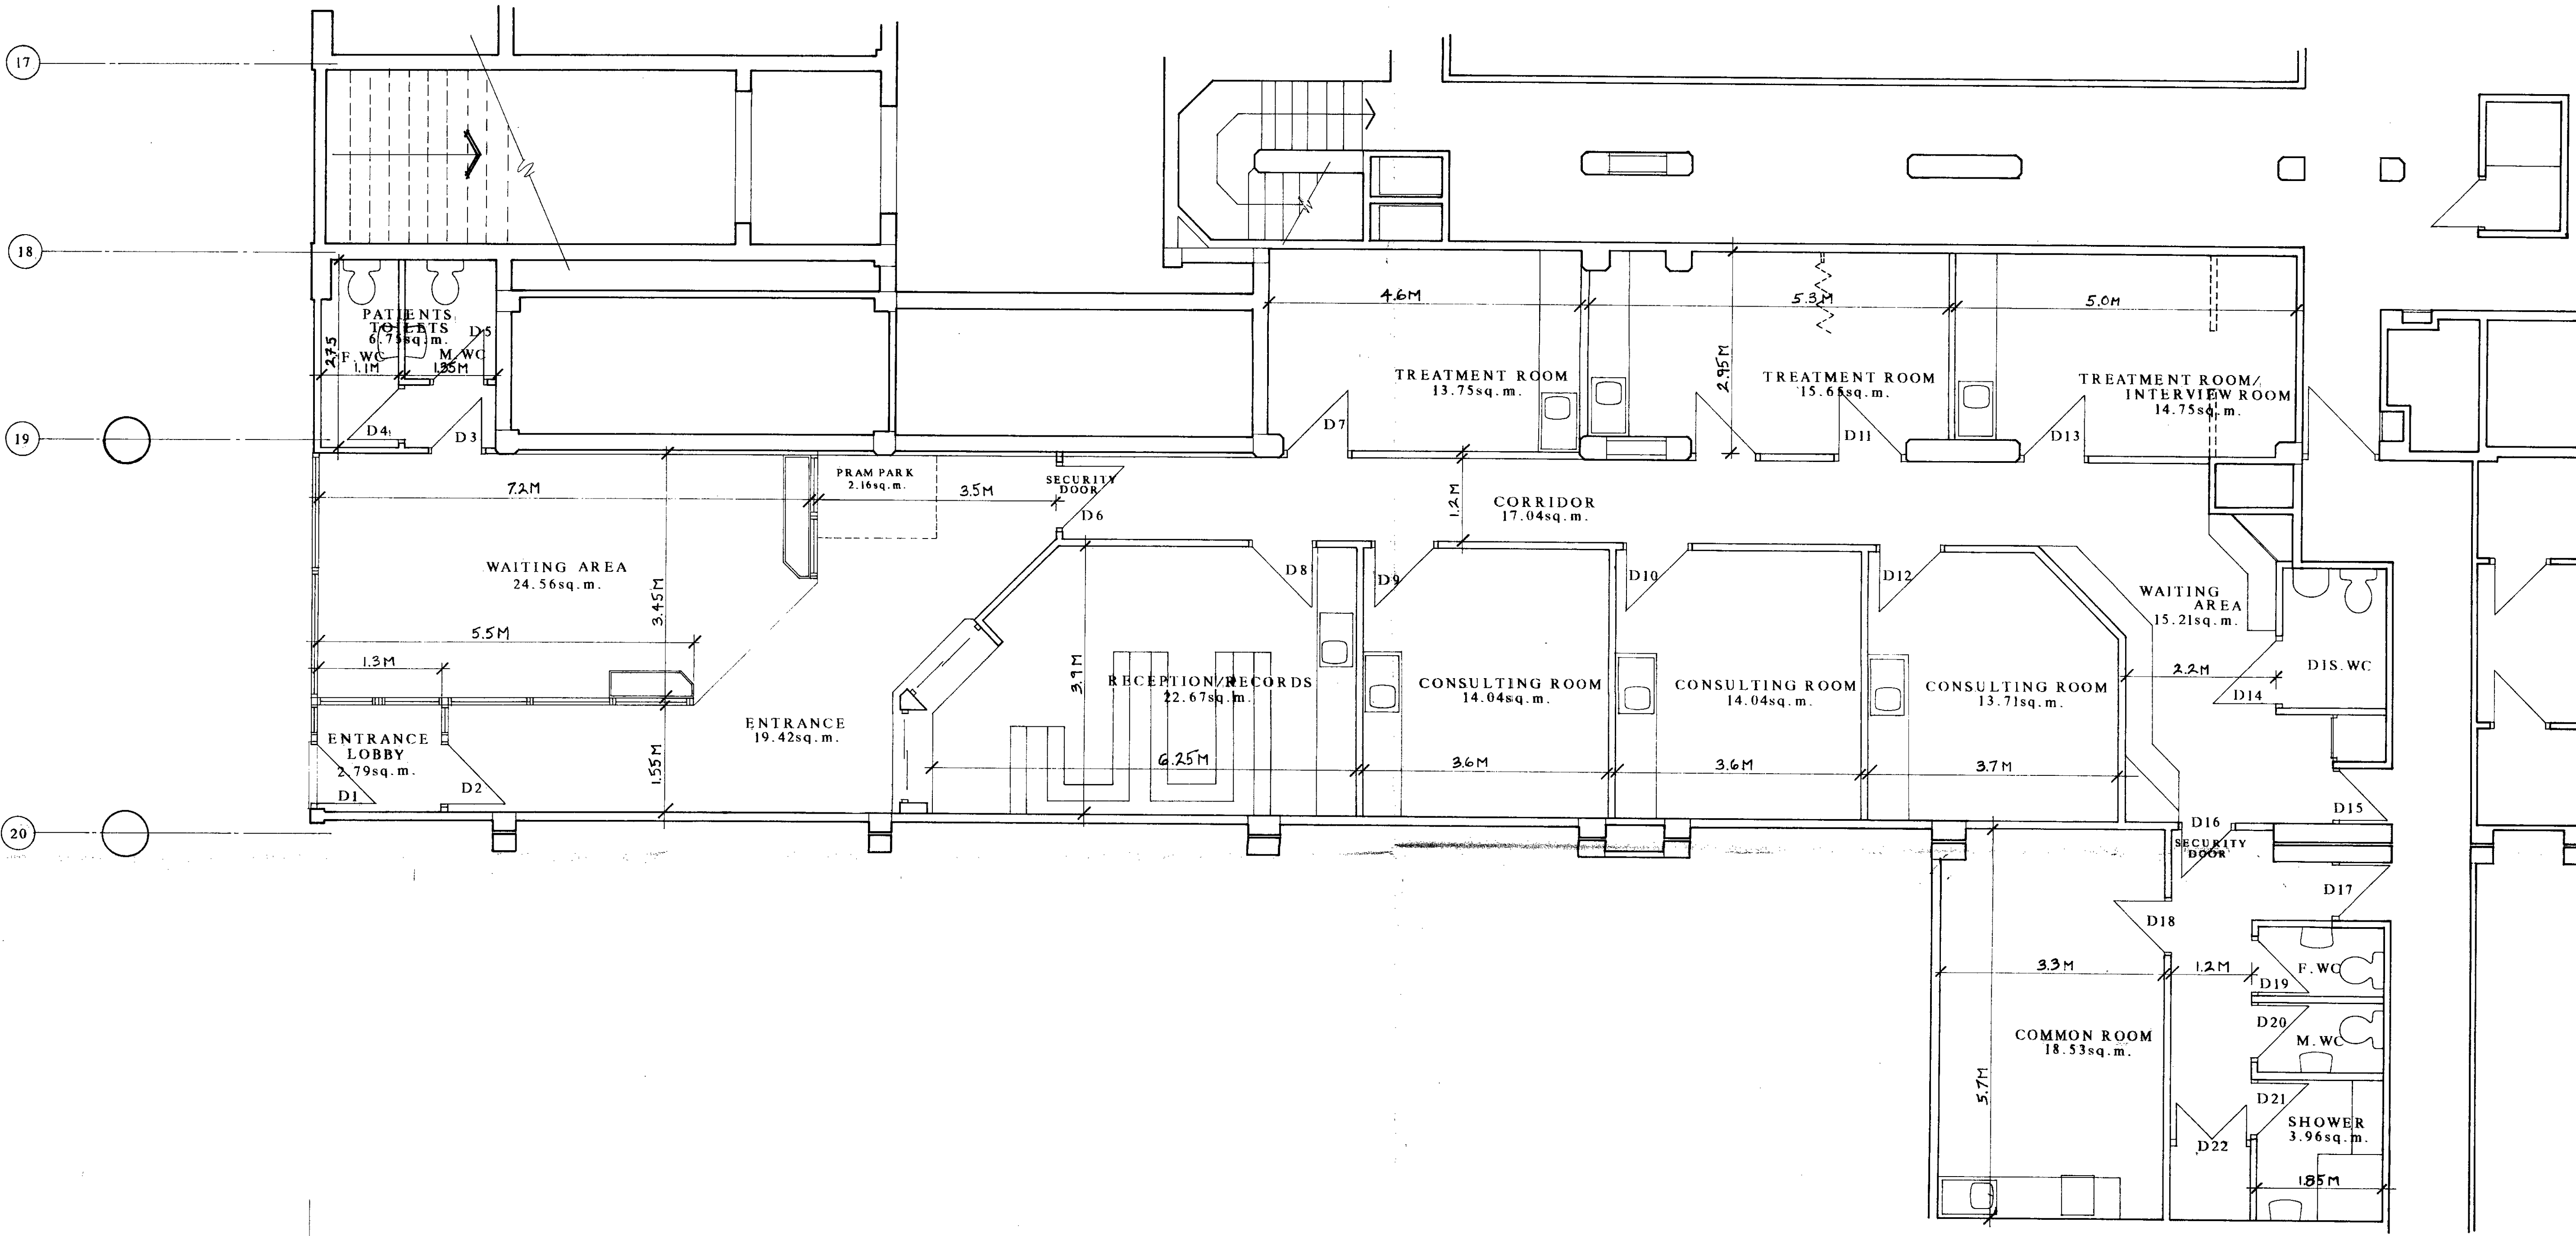 17
18
19
20
PATIENTS
TOILETS
6.75sq.m.
F.WC
M.WC
2.75
1.1M
1.35M
D5
D4
D3
4.6M
5.3M
5.0M
2.95M
TREATMENT ROOM
13.75sq.m.
TREATMENT ROOM
15.65sq.m.
TREATMENT ROOM/
INTERVIEW ROOM
14.75sq.m.
D7
D11
D13
7.2M
PRAM PARK
2.16sq.m.
3.5M
SECURITY
DOOR
D6
1.2M
CORRIDOR
17.04sq.m.
WAITING AREA
24.56sq.m.
3.45M
5.5M
1.3M
D8
D9
D10
D12
WAITING
AREA
15.21sq.m.
2.2M
DIS.WC
D14
3.9M
RECEPTION/RECORDS
22.67sq.m.
CONSULTING ROOM
14.04sq.m.
CONSULTING ROOM
14.04sq.m.
CONSULTING ROOM
13.71sq.m.
ENTRANCE
19.42sq.m.
ENTRANCE
LOBBY
2.79sq.m.
D1
D2
1.55M
6.25M
3.6M
3.6M
3.7M
D15
D16
SECURITY
DOOR
D17
D18
3.3M
1.2M
F.WC
D19
D20
M.WC
COMMON ROOM
18.53sq.m.
5.7M
D21
SHOWER
3.96sq.m.
D22
1.85M